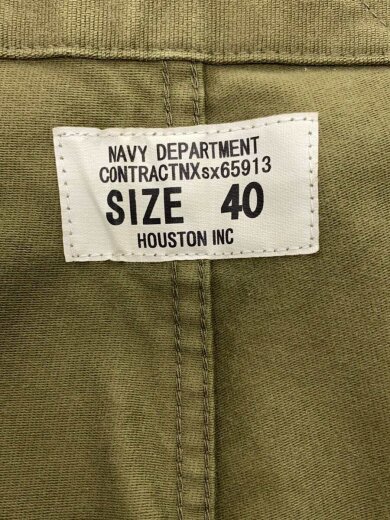 NAVY DEPARTMENT
CONTRACTNXsx65913
SIZE 40
HOUSTON INC